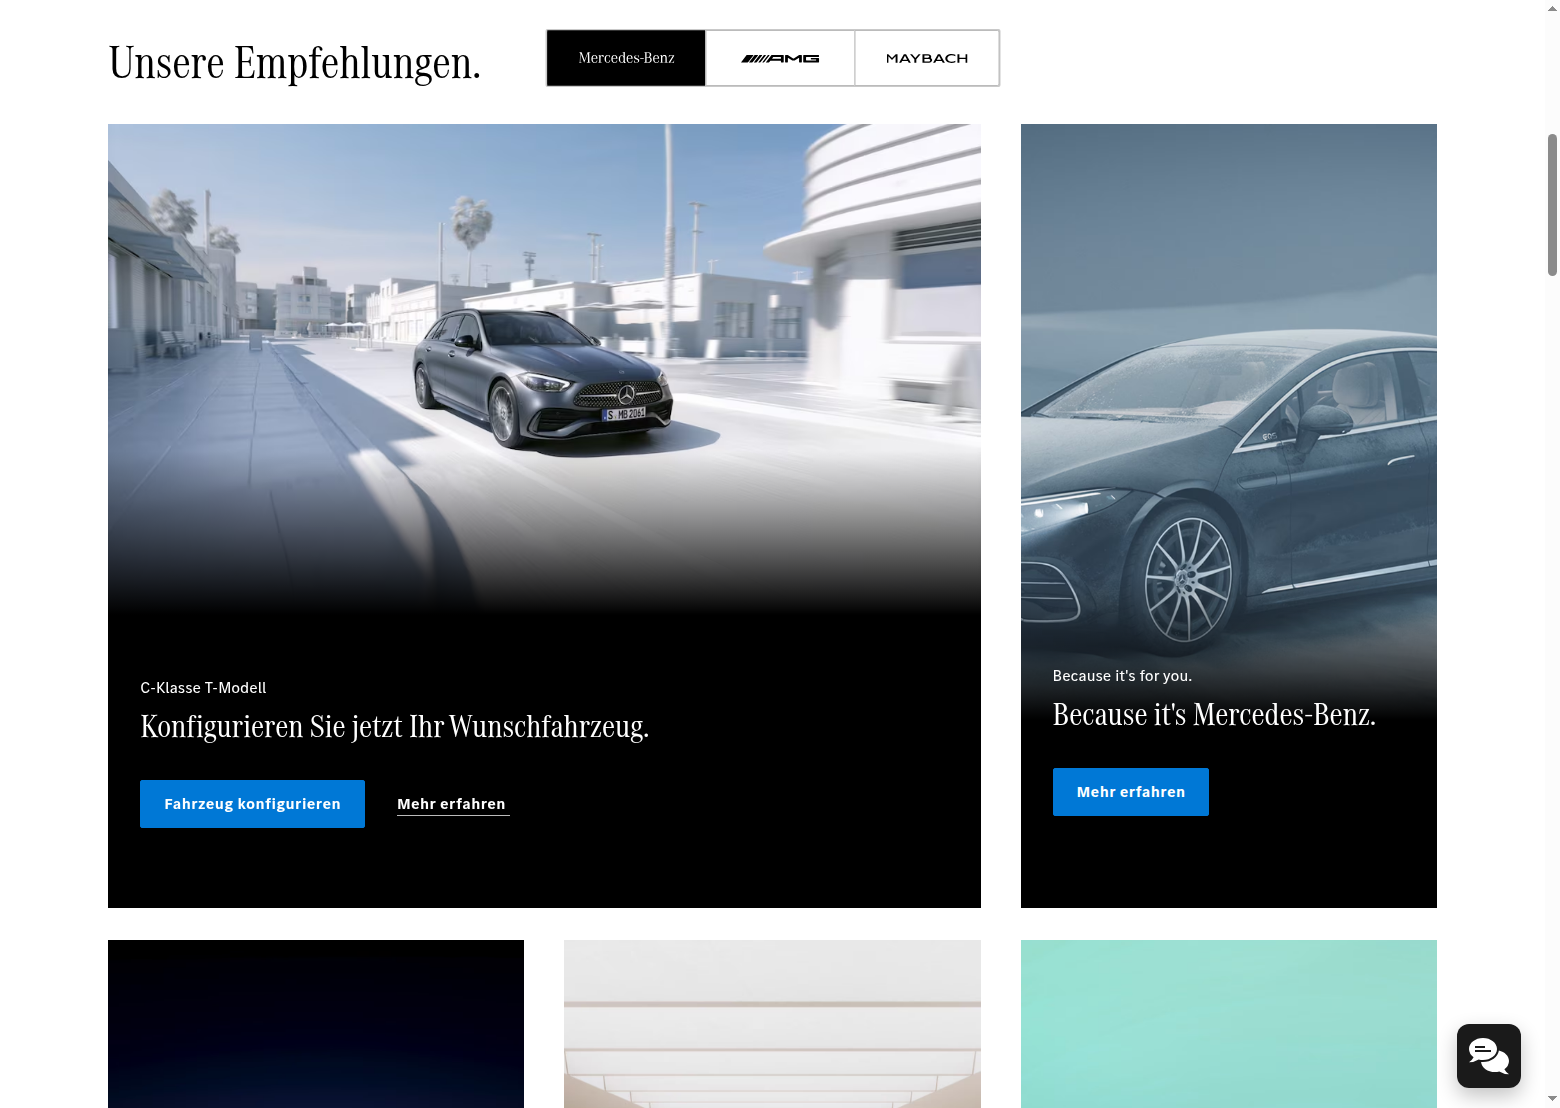 Unsere Empfehlungen.
Mercedes-Benz
AMG
MAYBACH
S MB 2061
C-Klasse T-Modell
Konfigurieren Sie jetzt Ihr Wunschfahrzeug.
Fahrzeug konfigurieren
Mehr erfahren
EQS
Because it's for you.
Because it's Mercedes-Benz.
Mehr erfahren